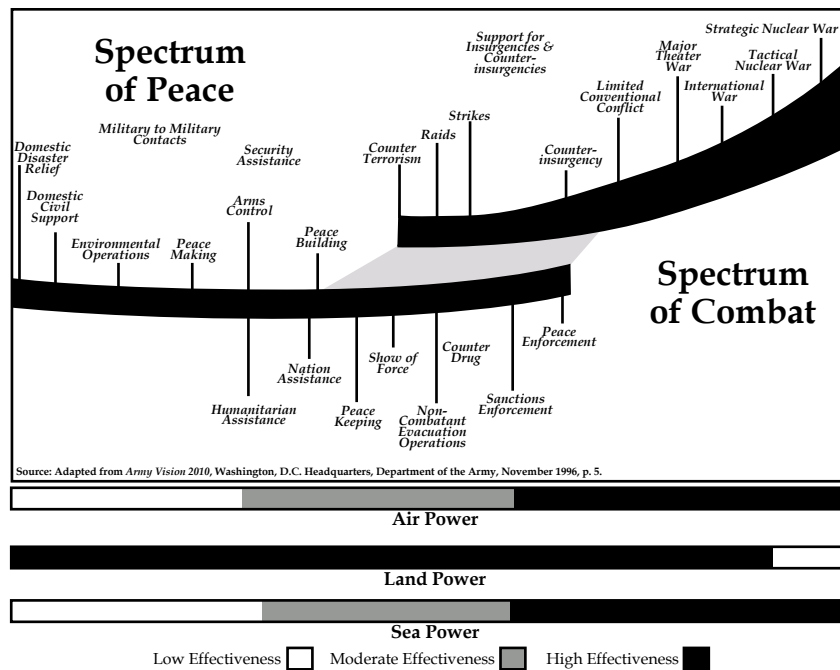 Spectrum
of Peace
Military to Military
Contacts
Security
Assistance
Support for
Insurgencies &
Counter-
insurgencies
Strategic Nuclear War
Major
Theater
War
Tactical
Nuclear War
Limited
Conventional
Conflict
International
War
Strikes
Raids
Counter
Terrorism
Counter-
insurgency
Domestic
Disaster
Relief
Domestic
Civil
Support
Environmental
Operations
Peace
Making
Arms
Control
Peace
Building
Spectrum
of Combat
Humanitarian
Assistance
Nation
Assistance
Peace
Keeping
Show of
Force
Non-
Combatant
Evacuation
Operations
Counter
Drug
Sanctions
Enforcement
Peace
Enforcement
Source: Adapted from Army Vision 2010, Washington, D.C. Headquarters, Department of the Army, November 1996, p. 5.
Air Power
Land Power
Sea Power
Low Effectiveness Moderate Effectiveness High Effectiveness